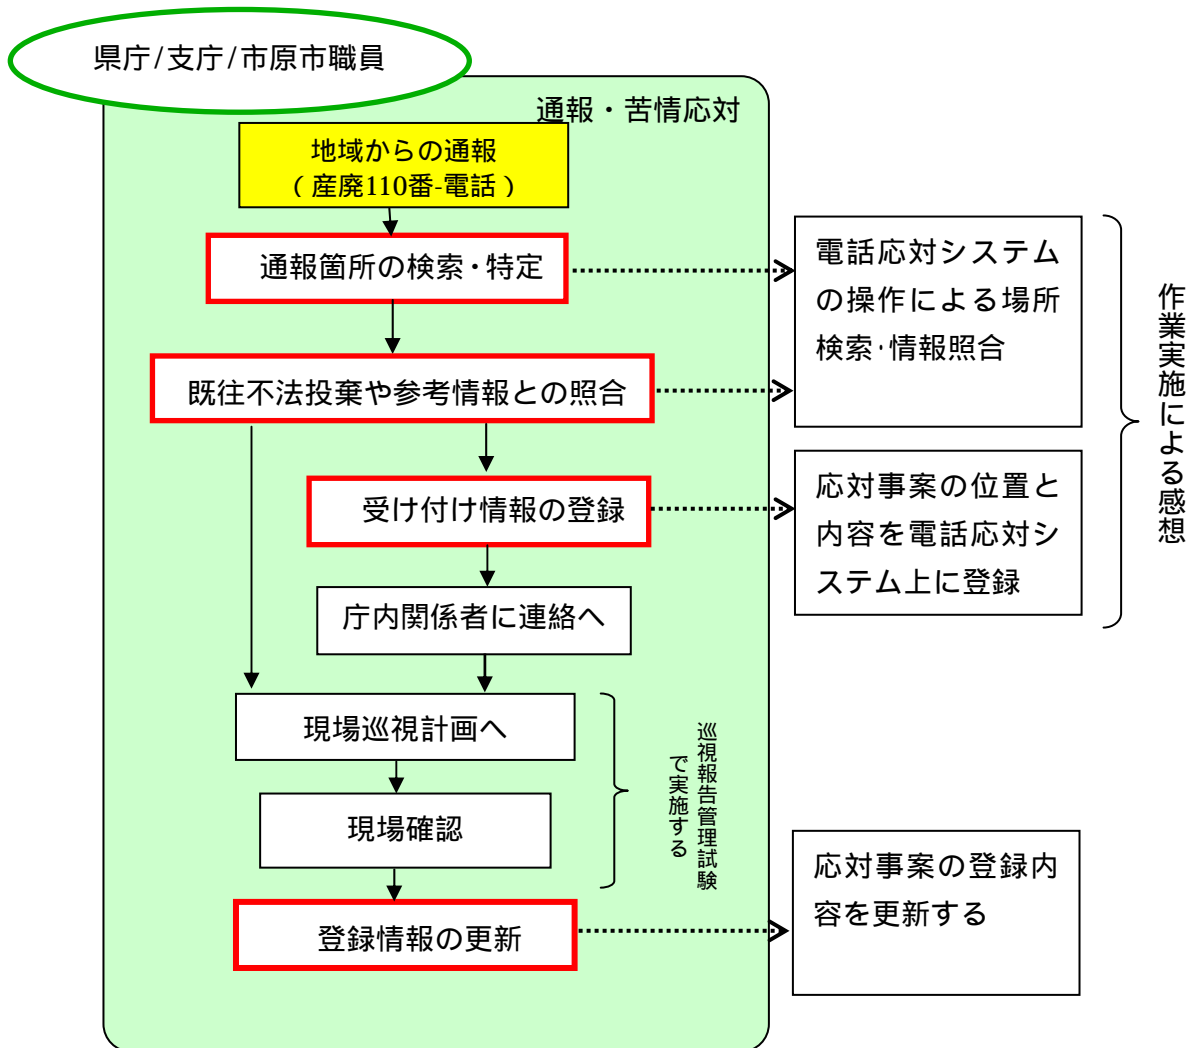 県庁/支庁/市原市職員
通報・苦情応対
地域からの通報
（産廃110番-電話）
通報箇所の検索・特定
電話応対システム
の操作による場所
検索・情報照合
既往不法投棄や参考情報との照合
受け付け情報の登録
応対事案の位置と
内容を電話応対シ
ステム上に登録
作業実施による感想
庁内関係者に連絡へ
現場巡視計画へ
現場確認
巡視報告管理試験
で実施する
登録情報の更新
応対事案の登録内
容を更新する